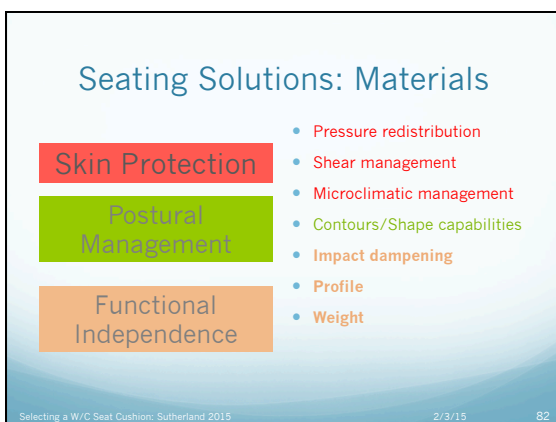 Seating Solutions: Materials
Skin Protection
Postural
Management
Functional
Independence
Pressure redistribution
Shear management
Microclimatic management
Contours/Shape capabilities
Impact dampening
Profile
Weight
Selecting a W/C Seat Cushion: Sutherland 2015
2/3/15
82